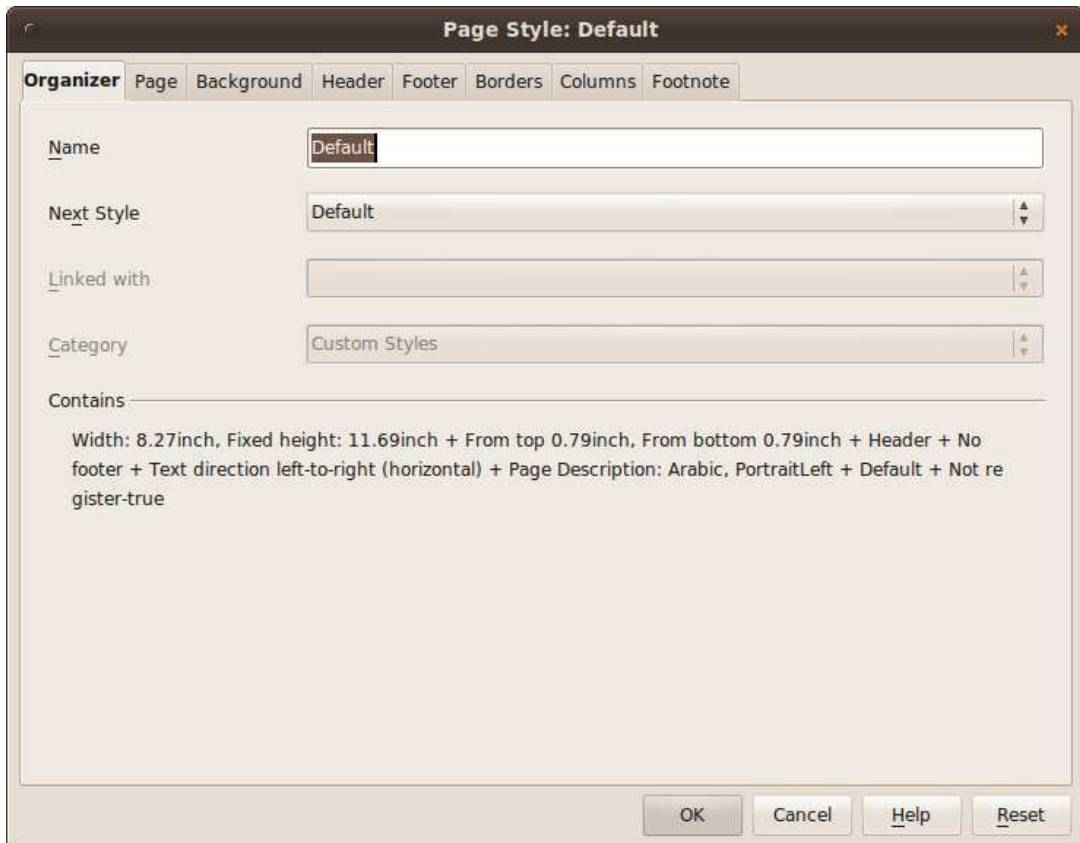 Page Style: Default
Organizer Page Background Header Footer Borders Columns Footnote
Name Default
Next Style Default
Linked with
Category Custom Styles
Contains
Width: 8.27inch, Fixed height: 11.69inch + From top 0.79inch, From bottom 0.79inch + Header + No
footer + Text direction left-to-right (horizontal) + Page Description: Arabic, PortraitLeft + Default + Not re
gister-true
OK Cancel Help Reset